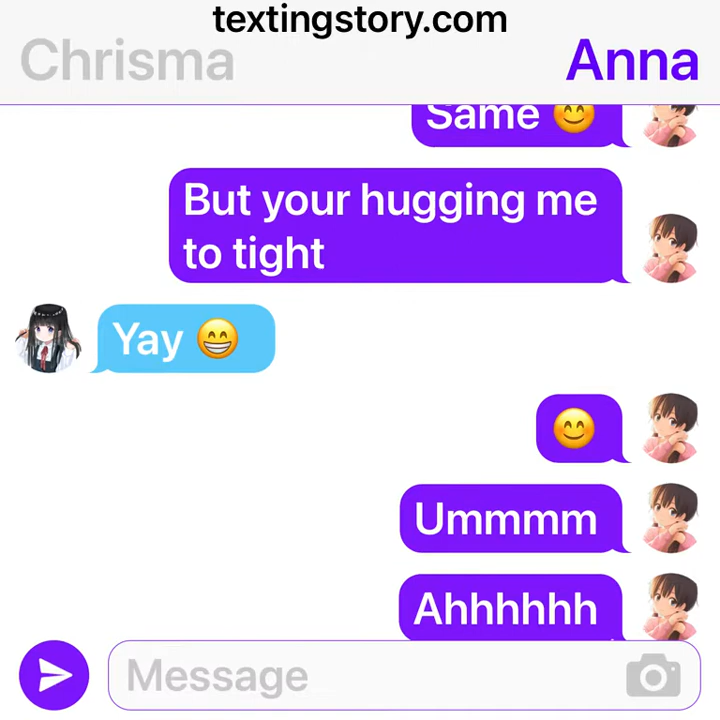 textingstory.com
Chrisma Anna
Same 😊
But your hugging me
to tight
Yay 😁
😊
Ummmm
Ahhhhhh
Message